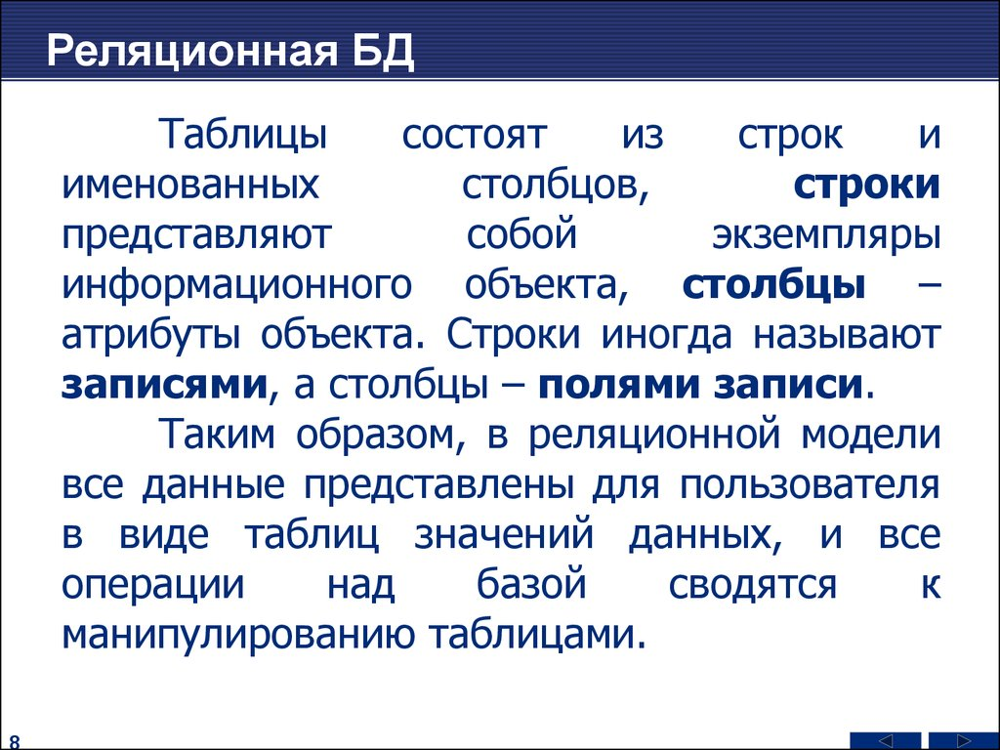 Реляционная БД
Таблицы состоят из строк и
именованных столбцов, строки
представляют собой экземпляры
информационного объекта, столбцы –
атрибуты объекта. Строки иногда называют
записями, а столбцы – полями записи.
Таким образом, в реляционной модели
все данные представлены для пользователя
в виде таблиц значений данных, и все
операции над базой сводятся к
манипулированию таблицами.
8